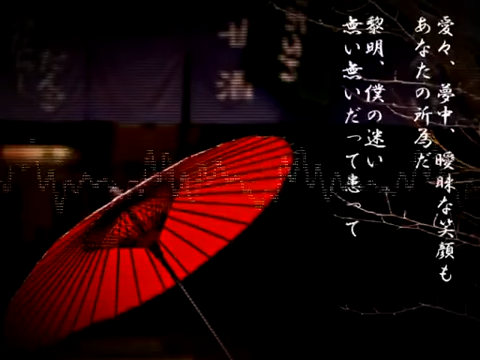 愛々、夢中、曖昧な笑顔も
あなたの所為だ
黎明、僕の迷い
無い無いだって患って